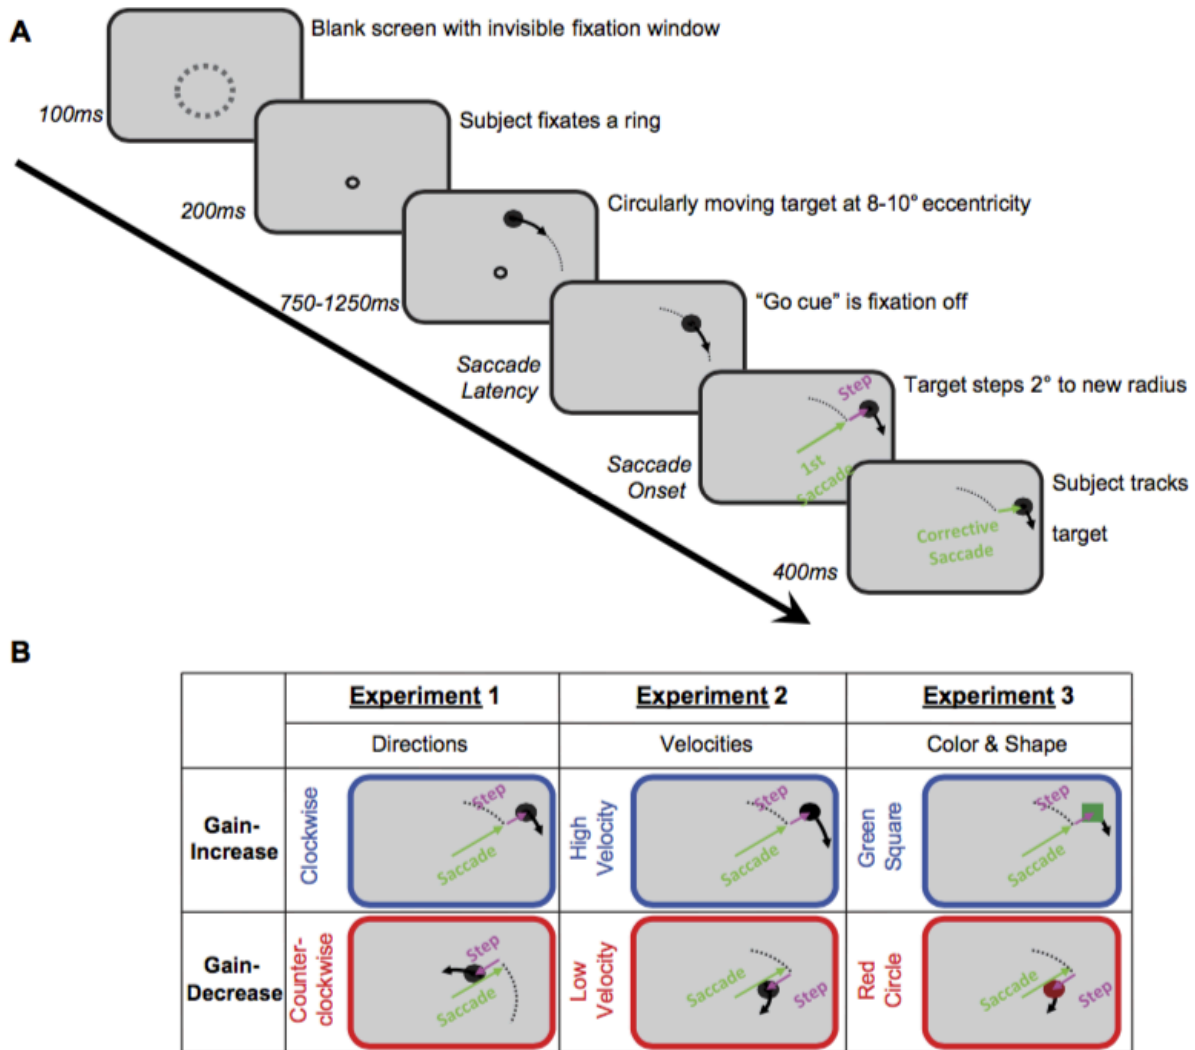 A
Blank screen with invisible fixation window
100ms
Subject fixates a ring
200ms
Circularly moving target at 8-10° eccentricity
750-1250ms
“Go cue” is fixation off
Saccade
Latency
Target steps 2° to new radius
Step
1st
Saccade
Saccade
Onset
Subject tracks
target
Corrective
Saccade
400ms
B
Experiment 1
Experiment 2
Experiment 3
Directions
Velocities
Color & Shape
Gain-
Increase
Clockwise
Step
Saccade
High
Velocity
Step
Saccade
Green
Square
Step
Saccade
Gain-
Decrease
Counter-
clockwise
Step
Saccade
Low
Velocity
Saccade
Step
Red
Circle
Saccade
Step